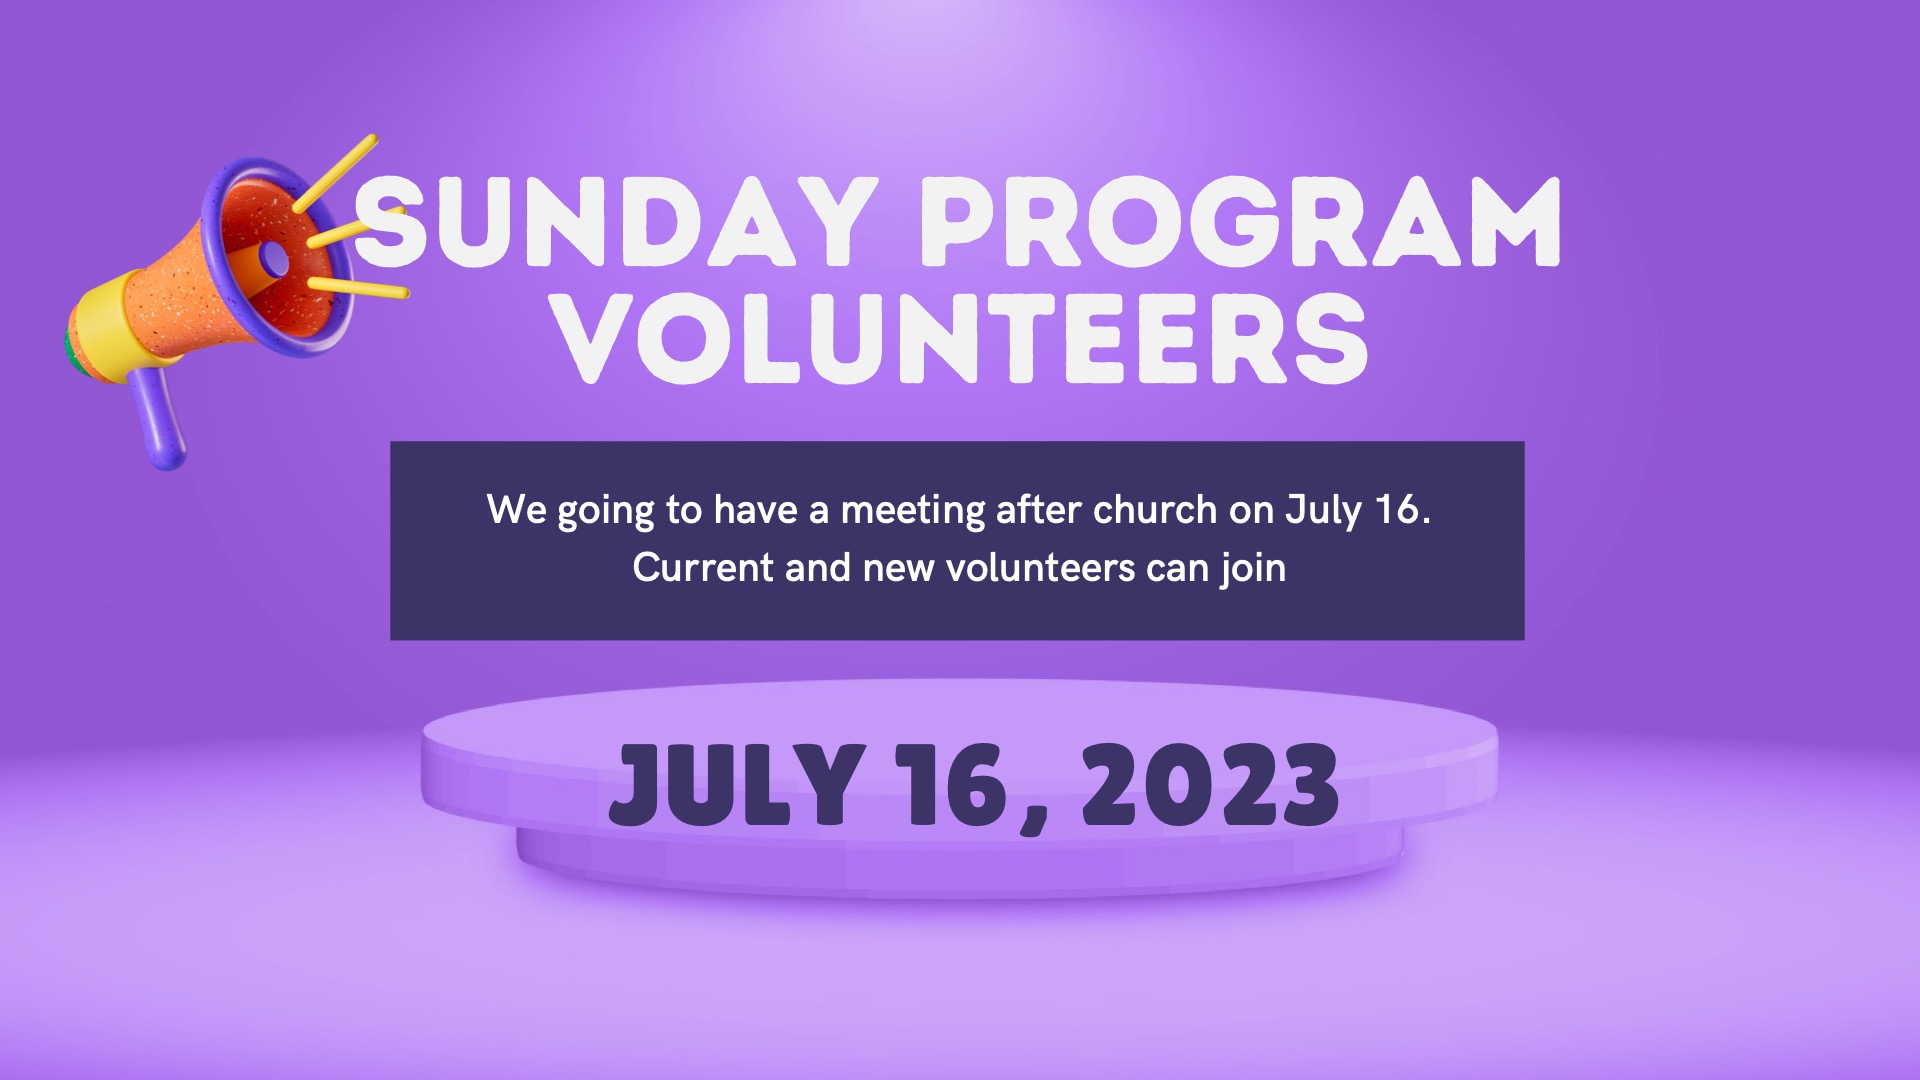 SUNDAY PROGRAM
VOLUNTEERS
We going to have a meeting after church on July 16.
Current and new volunteers can join
JULY 16, 2023